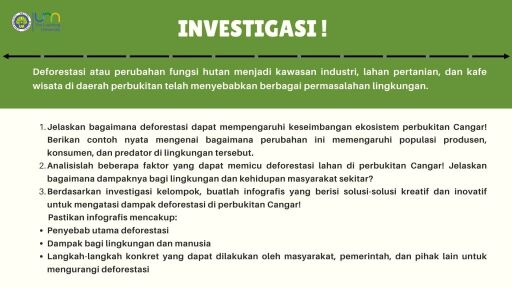 INVESTIGASI !
Deforestasi atau perubahan fungsi hutan menjadi kawasan industri, lahan pertanian, dan kafe
wisata di daerah perbukitan telah menyebabkan berbagai permasalahan lingkungan.
1. Jelaskan bagaimana deforestasi dapat mempengaruhi keseimbangan ekosistem perbukitan Cangar!
Berikan contoh nyata mengenai bagaimana perubahan ini memengaruhi populasi produsen,
konsumen, dan predator di lingkungan tersebut.
2. Analisislah beberapa faktor yang dapat memicu deforestasi lahan di perbukitan Cangar! Jelaskan
bagaimana dampaknya bagi lingkungan dan kehidupan masyarakat sekitar?
3. Berdasarkan investigasi kelompok, buatlah infografis yang berisi solusi-solusi kreatif dan inovatif
untuk mengatasi dampak deforestasi di perbukitan Cangar!
Pastikan infografis mencakup:
• Penyebab utama deforestasi
• Dampak bagi lingkungan dan manusia
• Langkah-langkah konkret yang dapat dilakukan oleh masyarakat, pemerintah, dan pihak lain untuk
mengurangi deforestasi